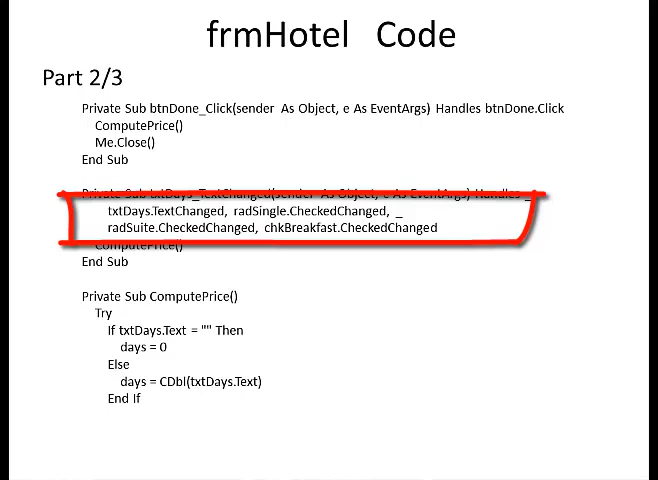 frmHotel Code
Part 2/3
Private Sub btnDone_Click(sender As Object, e As EventArgs) Handles btnDone.Click
ComputePrice()
Me.Close()
End Sub
Private Sub txtDays_TextChanged(sender As Object, e As EventArgs) Handles _
txtDays.TextChanged, radSingle.CheckedChanged, _
radSuite.CheckedChanged, chkBreakfast.CheckedChanged
ComputePrice()
End Sub
Private Sub ComputePrice()
Try
If txtDays.Text = "" Then
days = 0
Else
days = CDbl(txtDays.Text)
End If